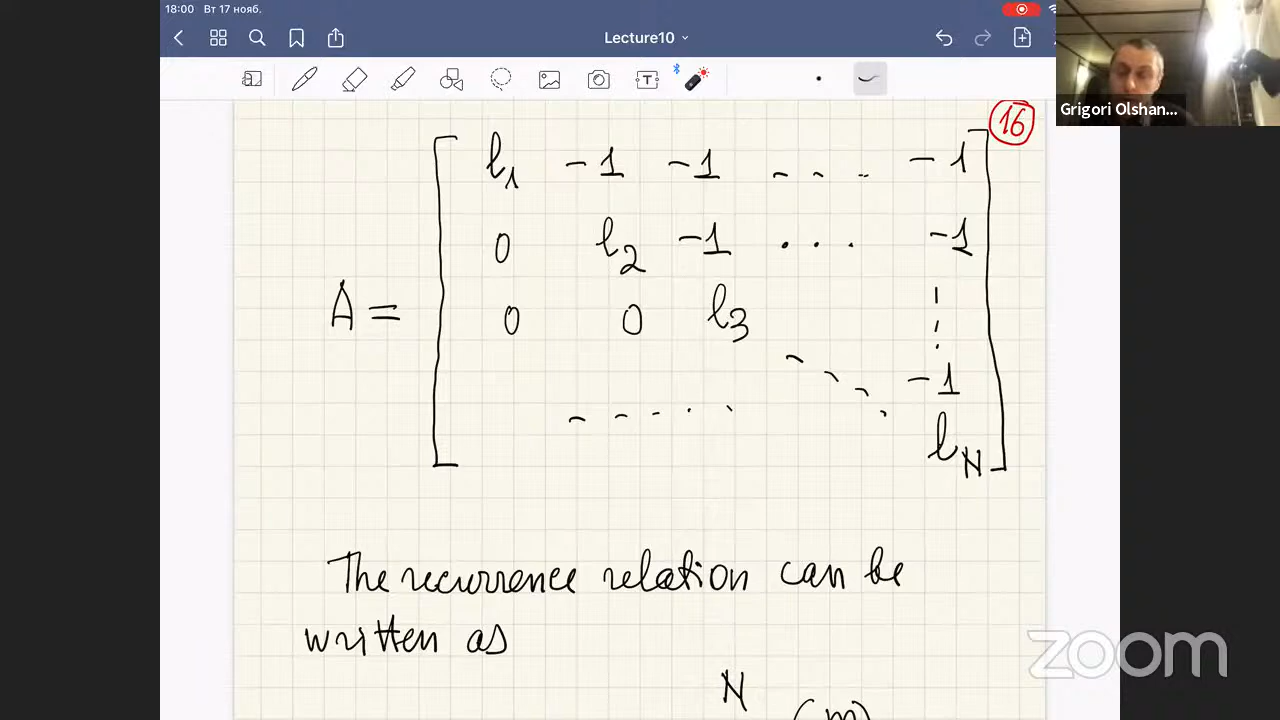 18:00 Вт 17 нояб.
Lecture10
Grigori Olshan...
16
l₁ -1 -1 - - - -1
0 l₂ -1 . . . -1
A =
0 0 l₃
-1
l_N
The recurrence relation can be
written as
N
(m)
zoom